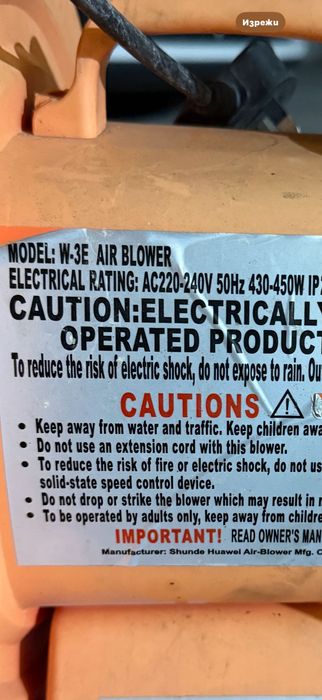 Изрежи
MODEL: W-3E AIR BLOWER
ELECTRICAL RATING: AC220-240V 50Hz 430-450W
CAUTION:ELECTRICALLY
OPERATED PRODUCT
To reduce the risk of electric shock, do not expose to rain.
CAUTIONS
• Keep away from water and traffic. Keep children
• Do not use an extension cord with this blower.
• To reduce the risk of fire or electric shock, do not
solid-state speed control device.
• Do not drop or strike the blower which may result in
• To be operated by adults only, keep away from
IMPORTANT! READ OWNER'S
Manufacturer: Shunde Huawei Air-Blower Mfg.